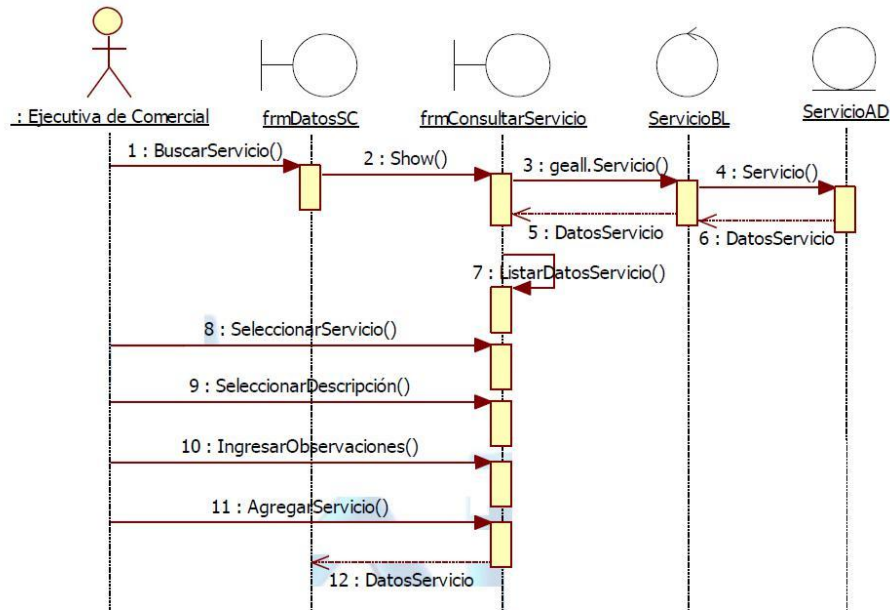 : Ejecutiva de Comercial
frmDatosSC
frmConsultarServicio
ServicioBL
ServicioAD
1 : BuscarServicio()
2 : Show()
3 : geall.Servicio()
4 : Servicio()
5 : DatosServicio
6 : DatosServicio
7 : ListarDatosServicio()
8 : SeleccionarServicio()
9 : SeleccionarDescripción()
10 : IngresarObservaciones()
11 : AgregarServicio()
12 : DatosServicio